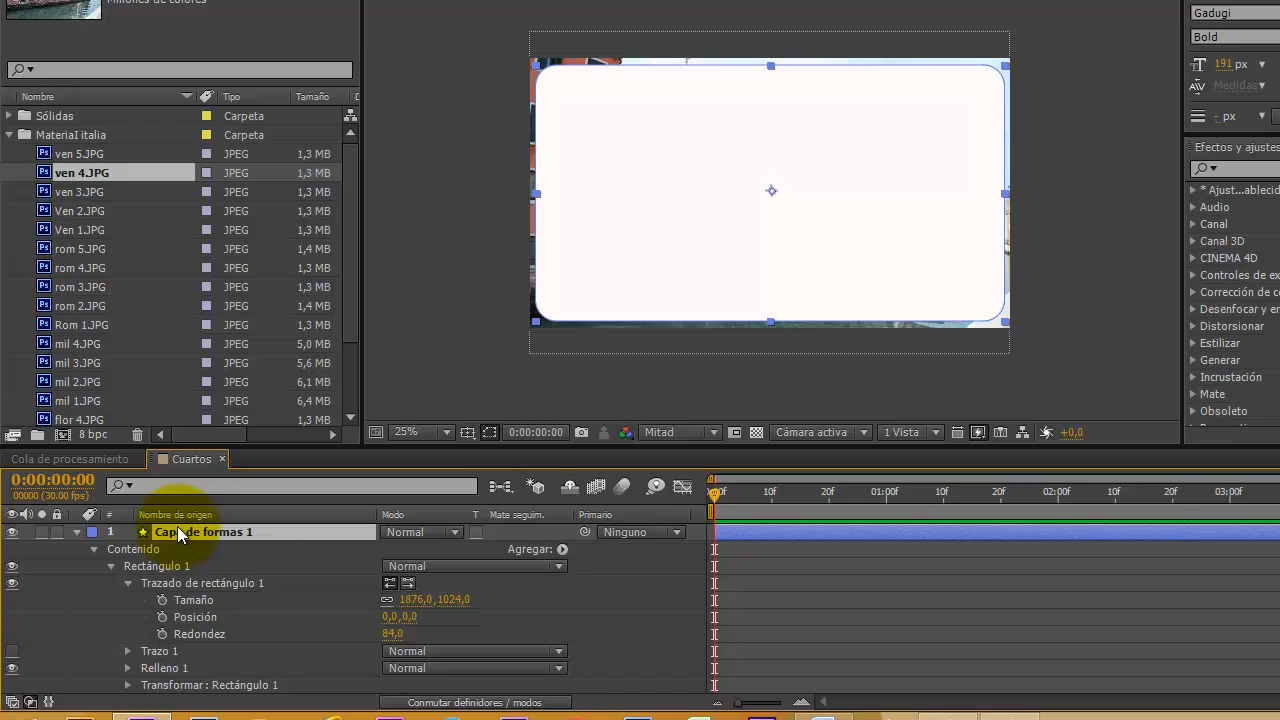 Millones de colores
Nombre Tipo Tamaño
Sólidas Carpeta
MateriaI italia Carpeta
ven 5.JPG JPEG 1,3 MB
ven 4.JPG JPEG 1,3 MB
ven 3.JPG JPEG 1,3 MB
Ven 2.JPG JPEG 1,3 MB
Ven 1.JPG JPEG 1,3 MB
rom 5.JPG JPEG 1,4 MB
rom 4.JPG JPEG 1,3 MB
rom 3.JPG JPEG 1,3 MB
rom 2.JPG JPEG 1,4 MB
Rom 1.JPG JPEG 1,3 MB
mil 4.JPG JPEG 5,0 MB
mil 3.JPG JPEG 5,6 MB
mil 2.JPG JPEG 6,1 MB
mil 1.JPG JPEG 6,4 MB
flor 4.JPG JPEG 1,3 MB
8 bpc
25% 0:00:00:00 Mitad Cámara activa 1 Vista +0,0
Gadugi
Bold
191 px
Medidas
- px
Efectos y ajustes
* Ajust...ablecid
Audio
Canal
Canal 3D
CINEMA 4D
Controles de ex
Corrección de c
Desenfocar y en
Distorsionar
Estilizar
Generar
Incrustación
Mate
Obsoleto
Cola de procesamiento Cuartos ×
0:00:00:00
00000 (30.00 fps)
10f 20f 01:00f 10f 20f 02:00f 10f 20f 03:00f
# Nombre de origen Modo T Mate seguim. Primario
1 Capa de formas 1 Normal Ninguno
Contenido Agregar:
Rectángulo 1 Normal
Trazado de rectángulo 1
Tamaño 1876,0,1024,0
Posición 0,0,0,0
Redondez 84,0
Trazo 1 Normal
Relleno 1 Normal
Transformar : Rectángulo 1
Conmutar definidores / modos